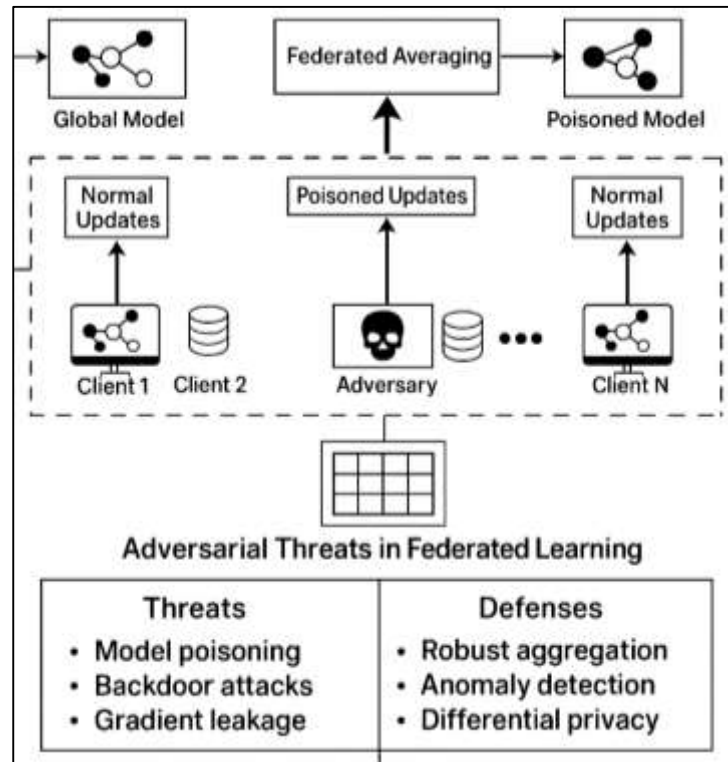 Federated Averaging
Global Model
Poisoned Model
Normal
Updates
Poisoned Updates
Normal
Updates
Client 1
Client 2
Adversary
Client N
Adversarial Threats in Federated Learning
Threats
• Model poisoning
• Backdoor attacks
• Gradient leakage
Defenses
• Robust aggregation
• Anomaly detection
• Differential privacy